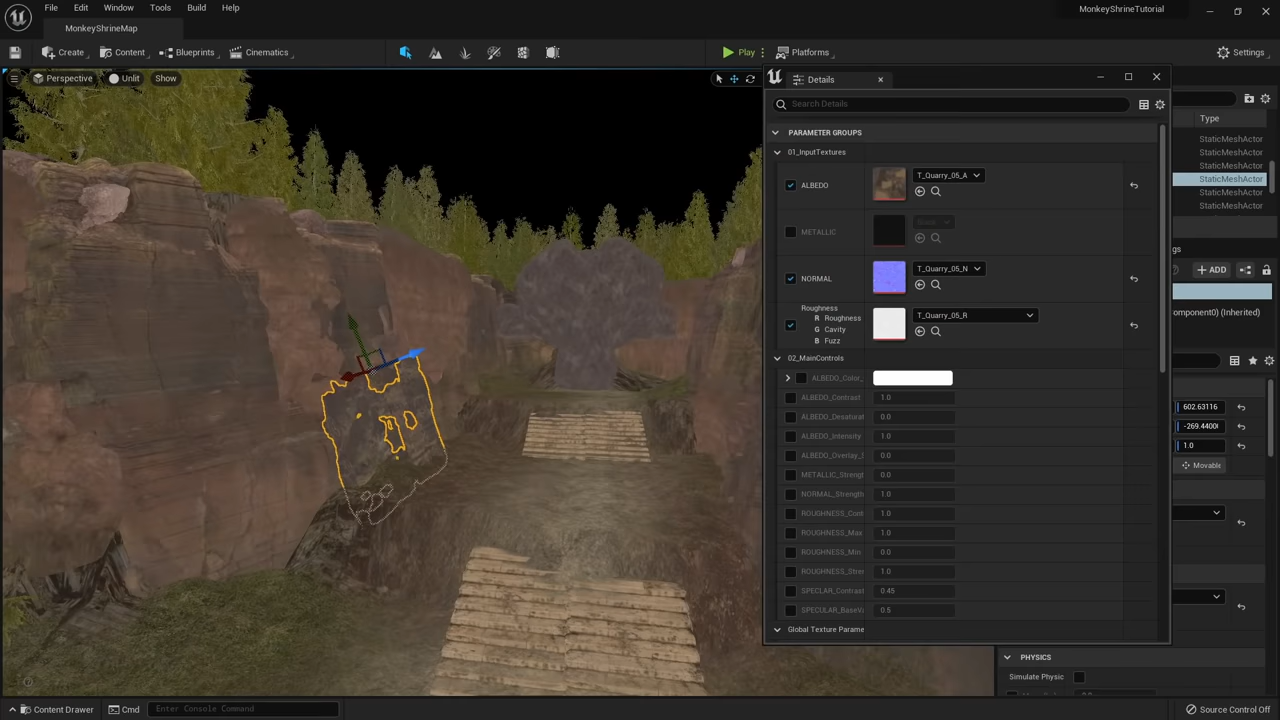 File Edit Window Tools Build Help
MonkeyShrineTutorial
MonkeyShrineMap
Create Content Blueprints Cinematics Play Platforms Settings
Perspective Unlit Show
Details
Search Details
Type
PARAMETER GROUPS
01_InputTextures
StaticMeshActor
StaticMeshActor
StaticMeshActor
StaticMeshActor
StaticMeshActor
StaticMeshActor
ALBEDO T_Quarry_05_A
METALLIC
NORMAL T_Quarry_05_N
ADD
Roughness
R Roughness
G Cavity
B Fuzz
T_Quarry_05_R
omponent0) (Inherited)
02_MainControls
ALBEDO_Color_
ALBEDO_Contrast 1.0
ALBEDO_Desaturat 0.0
ALBEDO_Intensity 1.0
ALBEDO_Overlay_S 0.0
METALLIC_Strengt 0.0
NORMAL_Strength 1.0
ROUGHNESS_Cont 1.0
ROUGHNESS_Max 1.0
ROUGHNESS_Min 0.0
ROUGHNESS_Stren 1.0
SPECLAR_Contrast 0.45
SPECULAR_BaseVa 0.5
Global Texture Parame
602.63116
-269.4400
1.0
Movable
PHYSICS
Simulate Physic
Content Drawer Cmd Enter Console Command Source Control Off